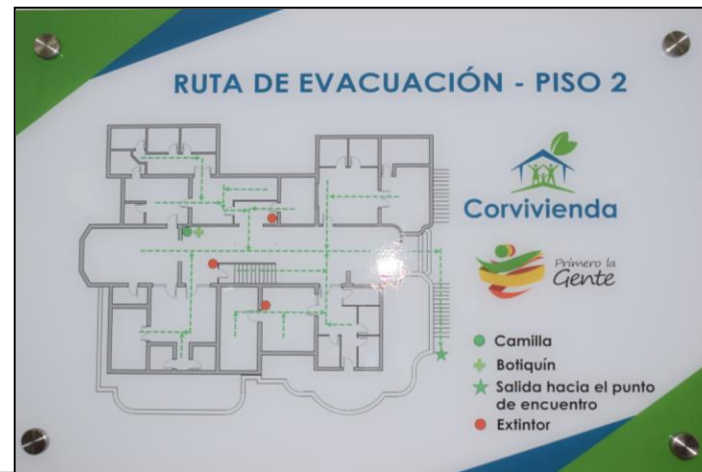 RUTA DE EVACUACIÓN - PISO 2
Corvivienda
Primero la
Gente
Camilla
Botiquín
Salida hacia el punto
de encuentro
Extintor